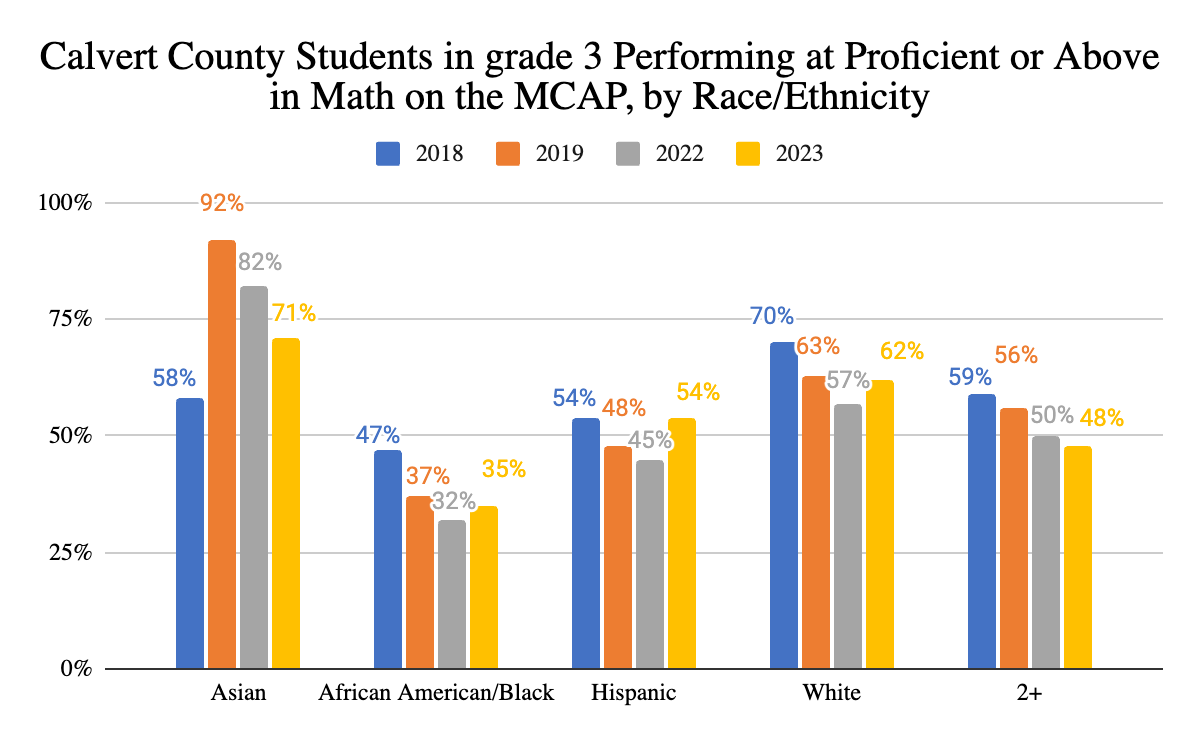 Calvert County Students in grade 3 Performing at Proficient or Above
in Math on the MCAP, by Race/Ethnicity
2018 2019 2022 2023
100%
75%
50%
25%
0%
58% 92% 82% 71%
47% 37% 32% 35%
54% 48% 45% 54%
70% 63% 57% 62%
59% 56% 50% 48%
Asian African American/Black Hispanic White 2+